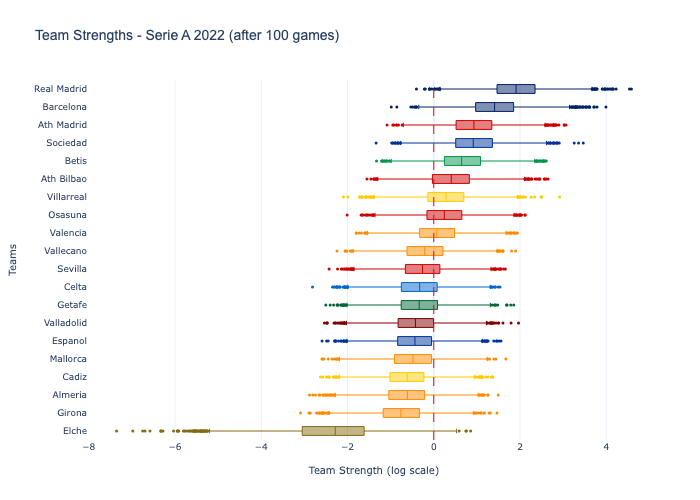 Team Strengths - Serie A 2022 (after 100 games)
Real Madrid
Barcelona
Ath Madrid
Sociedad
Betis
Ath Bilbao
Villarreal
Osasuna
Valencia
Vallecano
Sevilla
Celta
Getafe
Valladolid
Espanol
Mallorca
Cadiz
Almeria
Girona
Elche
Teams
−8 −6 −4 −2 0 2 4
Team Strength (log scale)